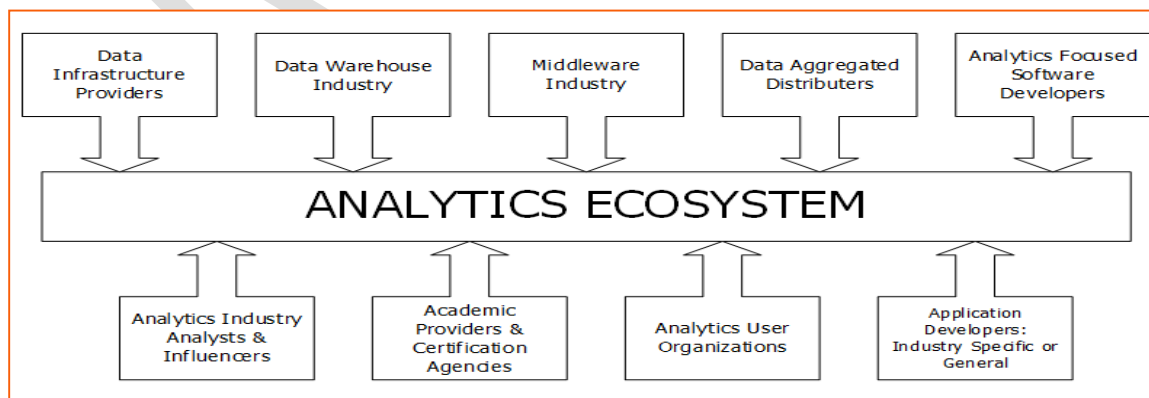 Data
Infrastructure
Providers
Data Warehouse
Industry
Middleware
Industry
Data Aggregated
Distributers
Analytics Focused
Software
Developers
ANALYTICS ECOSYSTEM
Analytics Industry
Analysts &
Influencers
Academic
Providers &
Certification
Agencies
Analytics User
Organizations
Application
Developers:
Industry Specific or
General